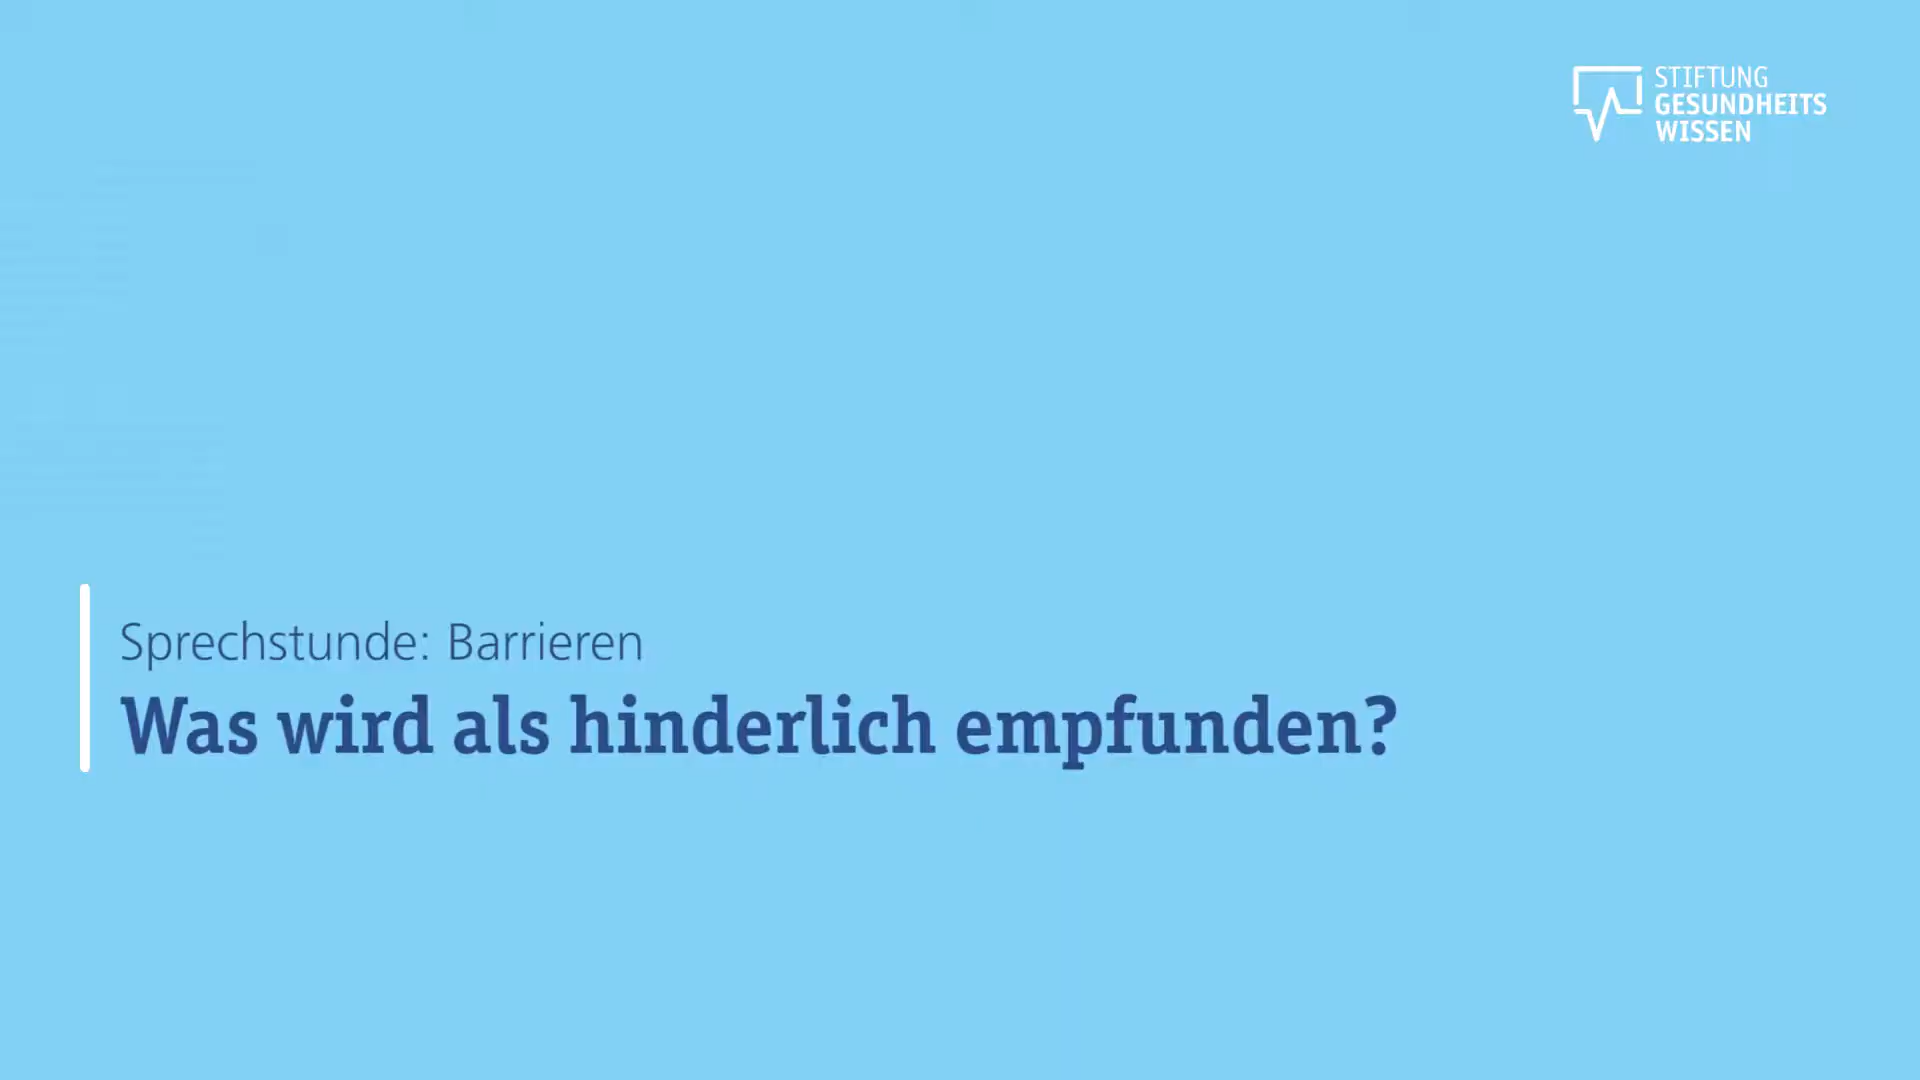 STIFTUNG
GESUNDHEITS
WISSEN
Sprechstunde: Barrieren
Was wird als hinderlich empfunden?